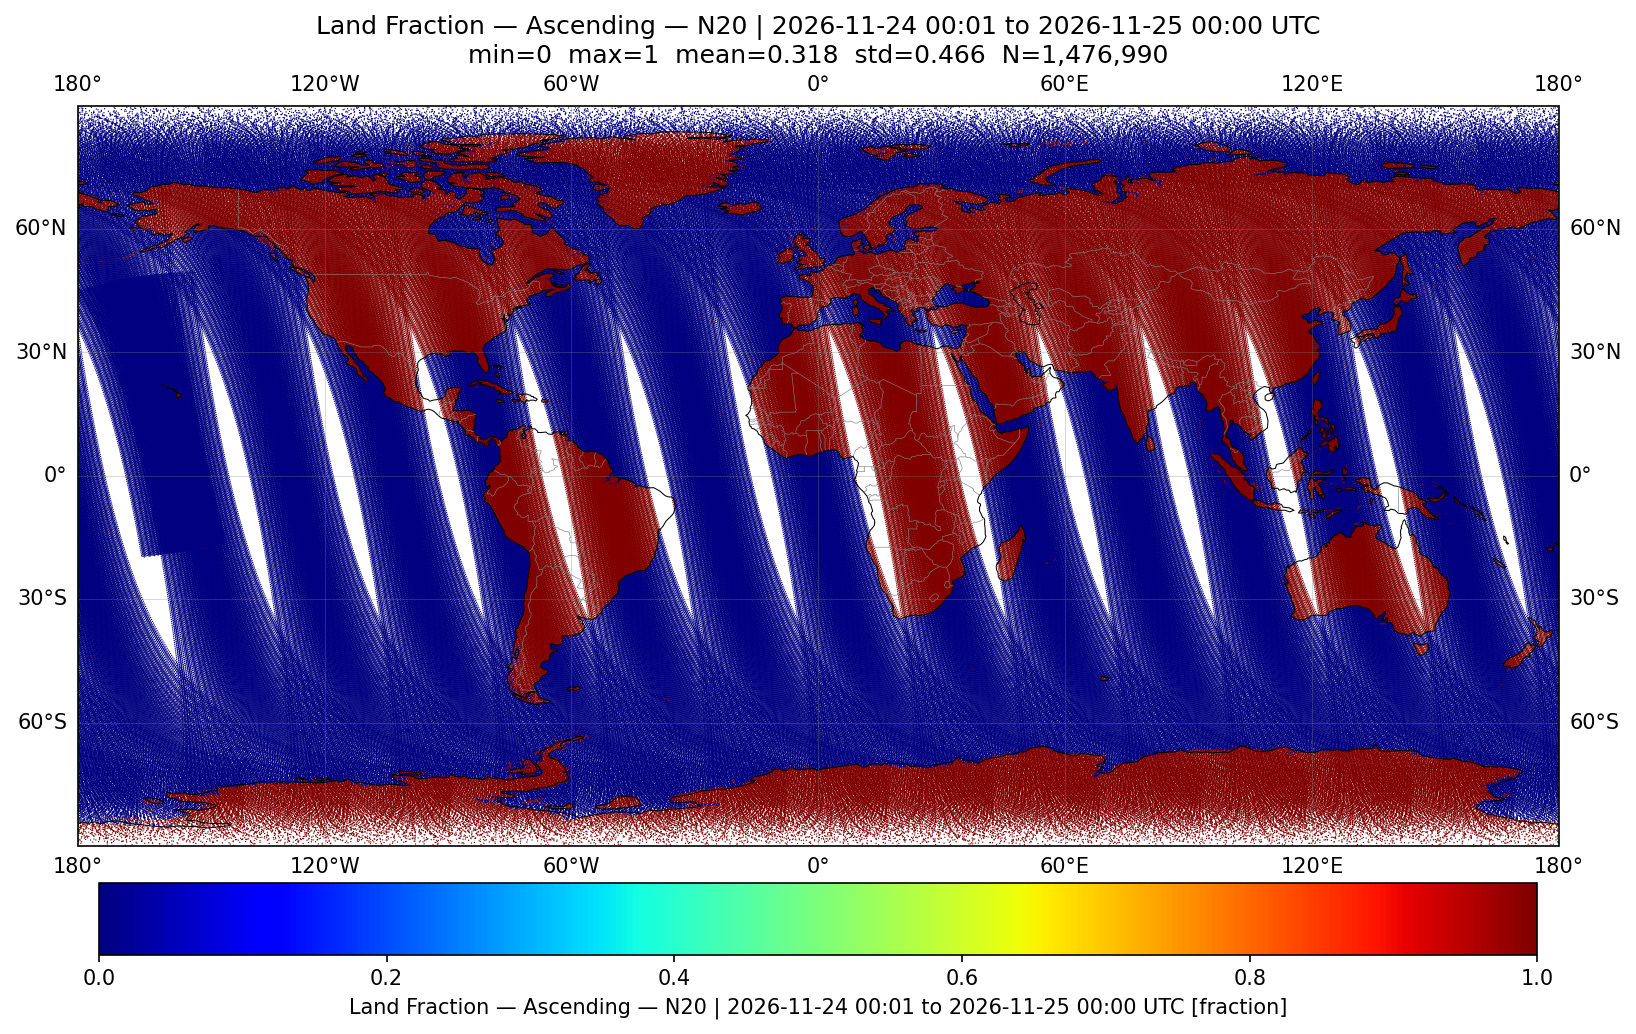 Land Fraction — Ascending — N20 | 2026-11-24 00:01 to 2026-11-25 00:00 UTC
min=0 max=1 mean=0.318 std=0.466 N=1,476,990
180° 120°W 60°W 0° 60°E 120°E 180°
60°N 60°N
30°N 30°N
0° 0°
30°S 30°S
60°S 60°S
180° 120°W 60°W 0° 60°E 120°E 180°
0.0 0.2 0.4 0.6 0.8 1.0
Land Fraction — Ascending — N20 | 2026-11-24 00:01 to 2026-11-25 00:00 UTC [fraction]